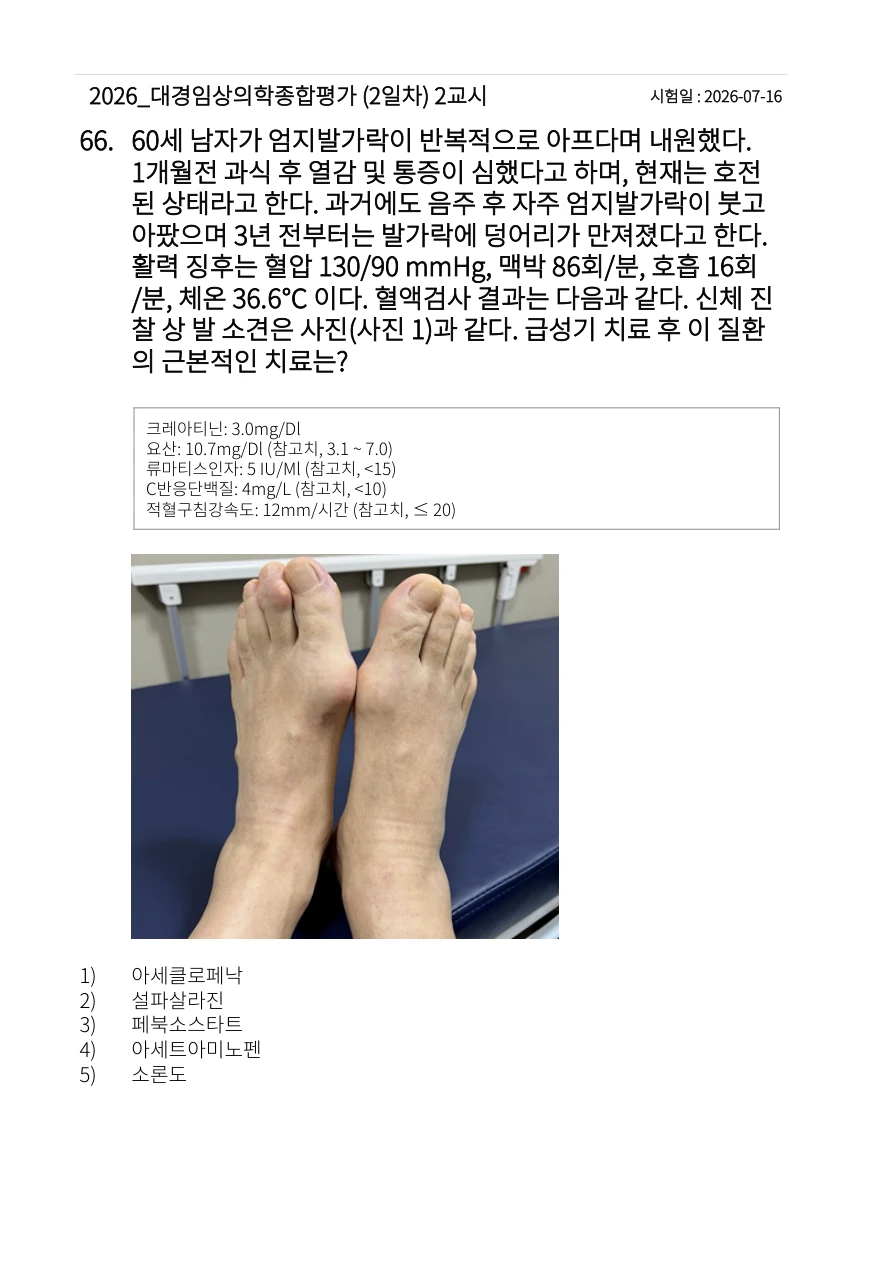 2026_대경임상의학종합평가 (2일차) 2교시
시험일 : 2026-07-16
66. 60세 남자가 엄지발가락이 반복적으로 아프다며 내원했다.
1개월전 과식 후 열감 및 통증이 심했다고 하며, 현재는 호전
된 상태라고 한다. 과거에도 음주 후 자주 엄지발가락이 붓고
아팠으며 3년 전부터는 발가락에 덩어리가 만져졌다고 한다.
활력 징후는 혈압 130/90 mmHg, 맥박 86회/분, 호흡 16회
/분, 체온 36.6°C 이다. 혈액검사 결과는 다음과 같다. 신체 진
찰 상 발 소견은 사진(사진 1)과 같다. 급성기 치료 후 이 질환
의 근본적인 치료는?
크레아티닌: 3.0mg/Dl
요산: 10.7mg/Dl (참고치, 3.1 ~ 7.0)
류마티스인자: 5 IU/Ml (참고치, <15)
C반응단백질: 4mg/L (참고치, <10)
적혈구침강속도: 12mm/시간 (참고치, ≤ 20)
1) 아세클로페낙
2) 설파살라진
3) 페북소스타트
4) 아세트아미노펜
5) 소론도